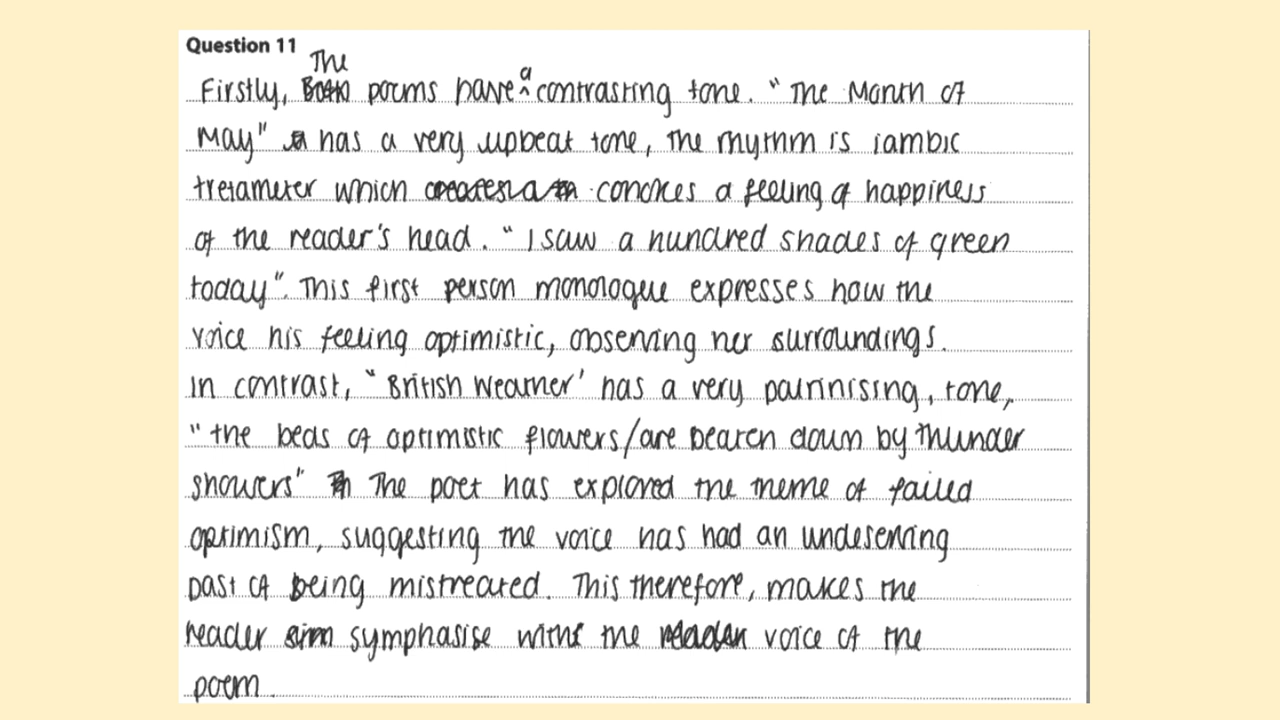 Question 11
Firstly, The poems have a contrasting tone. "The Month of
May" has a very upbeat tone, the rhythm is iambic
tretameter which concokes a feeling of happiness
of the reader's head. "I saw a hundred shades of green
today". This first person monologue expresses how the
voice his feeling optimistic, observing her surroundings.
In contrast, "British Weather' has a very patrinising, tone,
"the beds of optimistic flowers/are beaten down by thunder
showers" The poet has explored the theme of failed
optimism, suggesting the voice has had an undeserving
past of being mistreated. This therefore, makes the
reader symphasise with the voice of the
poem.